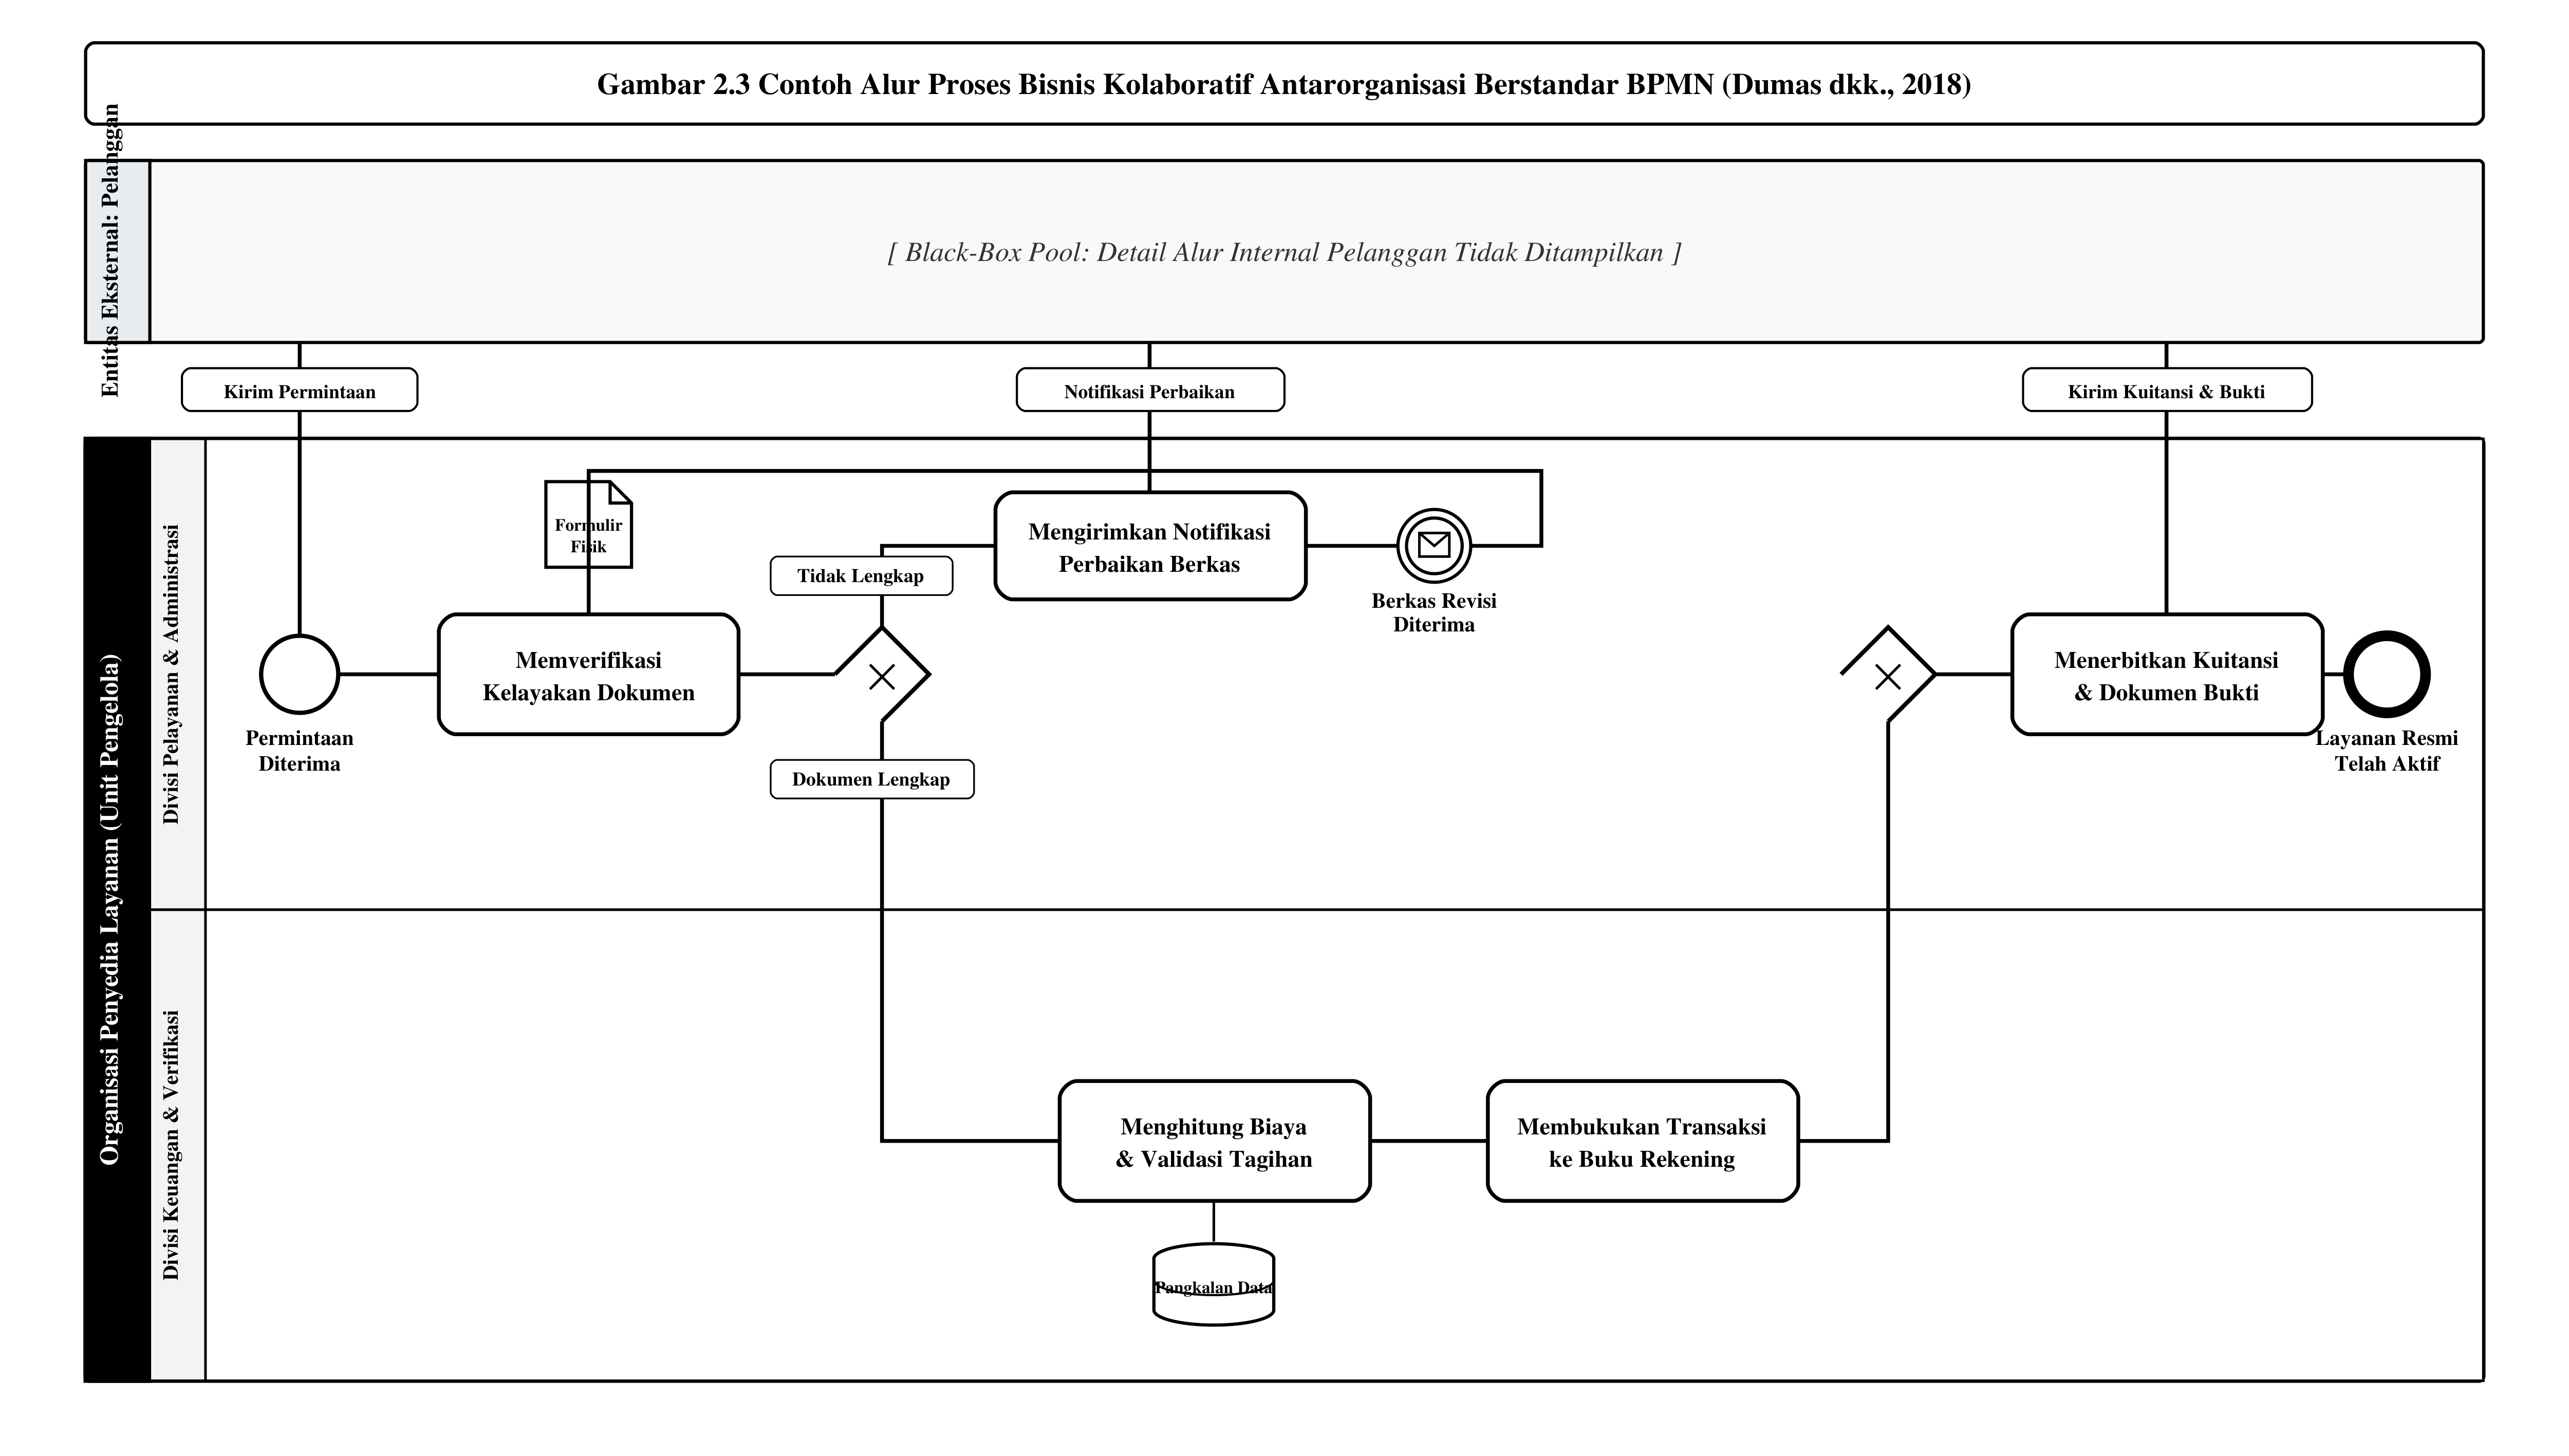 Gambar 2.3 Contoh Alur Proses Bisnis Kolaboratif Antarorganisasi Berstandar BPMN (Dumas dkk., 2018)
Entitas Eksternal: Pelanggan
[ Black-Box Pool: Detail Alur Internal Pelanggan Tidak Ditampilkan ]
Kirim Permintaan
Notifikasi Perbaikan
Kirim Kuitansi & Bukti
Organisasi Penyedia Layanan (Unit Pengelola)
Divisi Pelayanan & Administrasi
Formulir
Fisik
Tidak Lengkap
Mengirimkan Notifikasi
Perbaikan Berkas
Berkas Revisi
Diterima
Permintaan
Diterima
Memverifikasi
Kelayakan Dokumen
Dokumen Lengkap
Menerbitkan Kuitansi
& Dokumen Bukti
Layanan Resmi
Telah Aktif
Divisi Keuangan & Verifikasi
Menghitung Biaya
& Validasi Tagihan
Membukukan Transaksi
ke Buku Rekening
Pangkalan Data